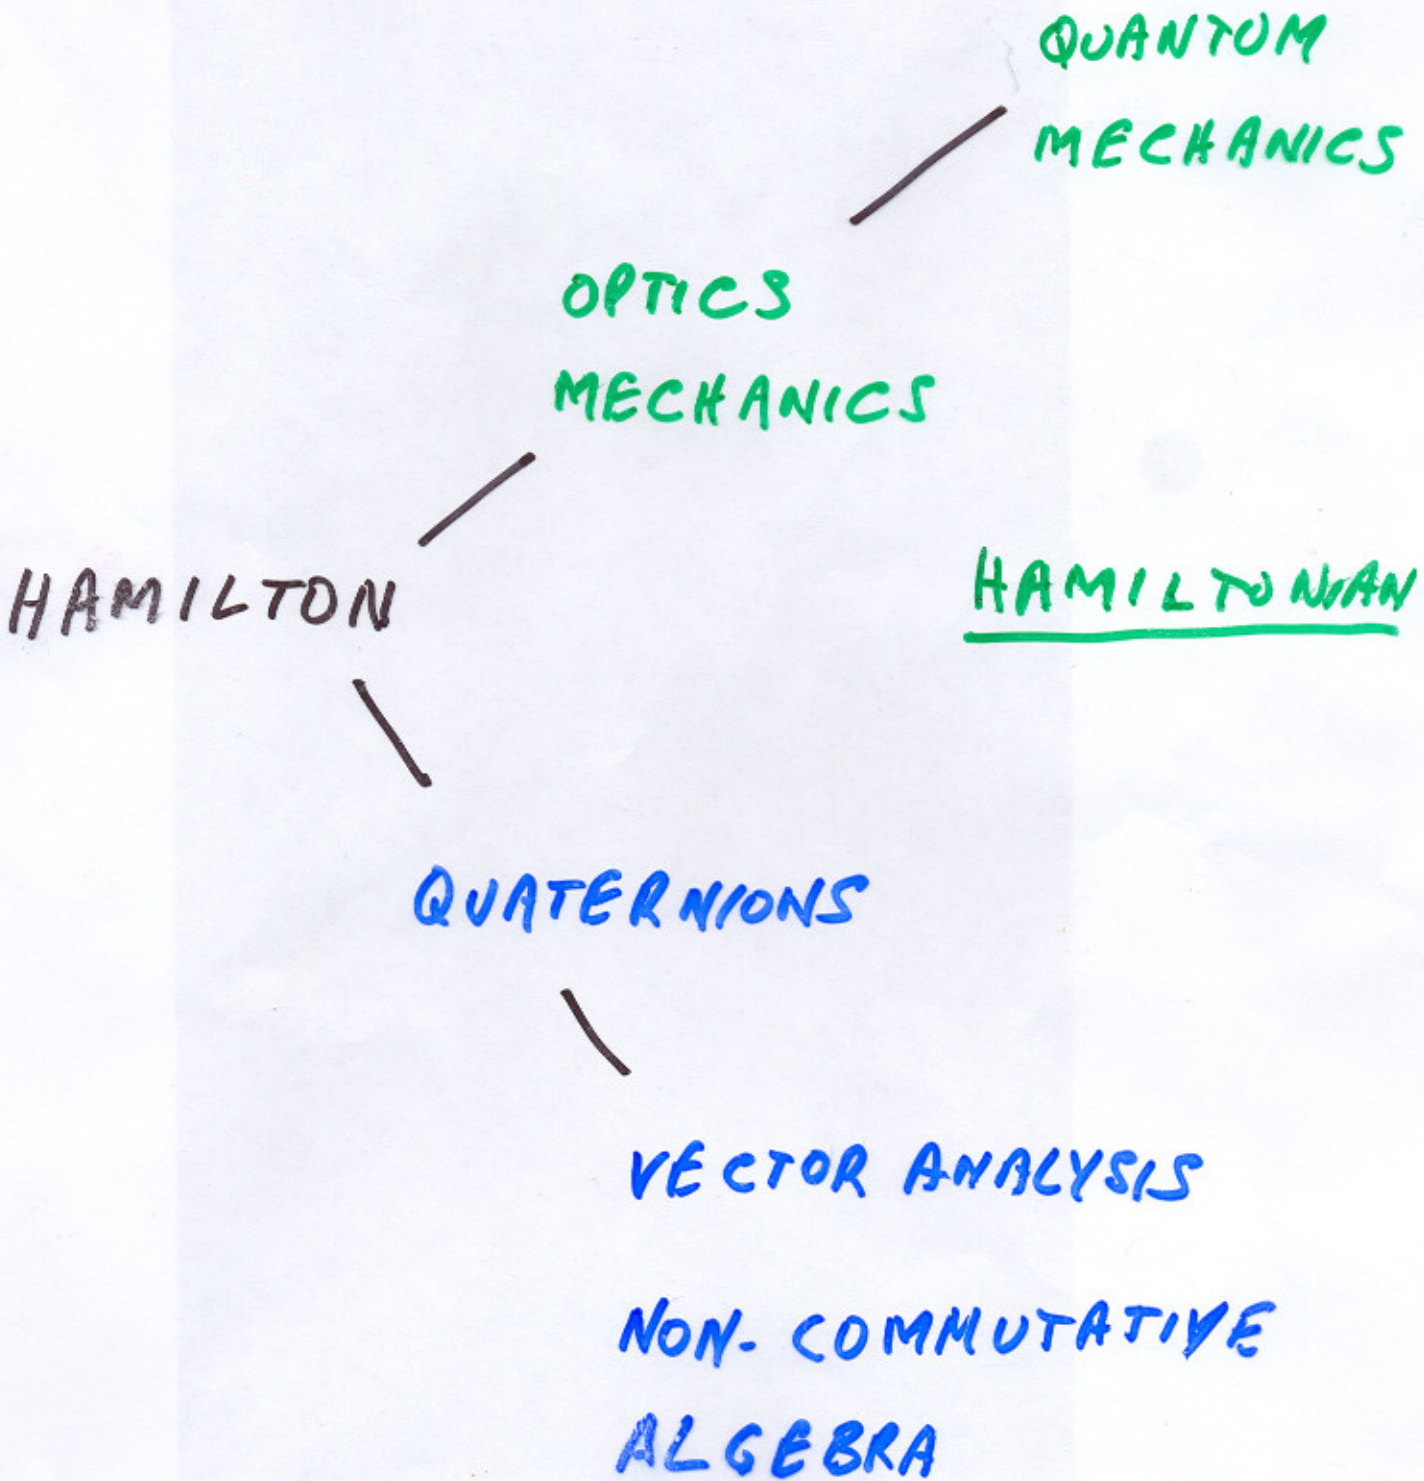 QUANTUM
MECHANICS
OPTICS
MECHANICS
HAMILTON
HAMILTONIAN
QUATERNIONS
VECTOR ANALYSIS
NON-COMMUTATIVE
ALGEBRA